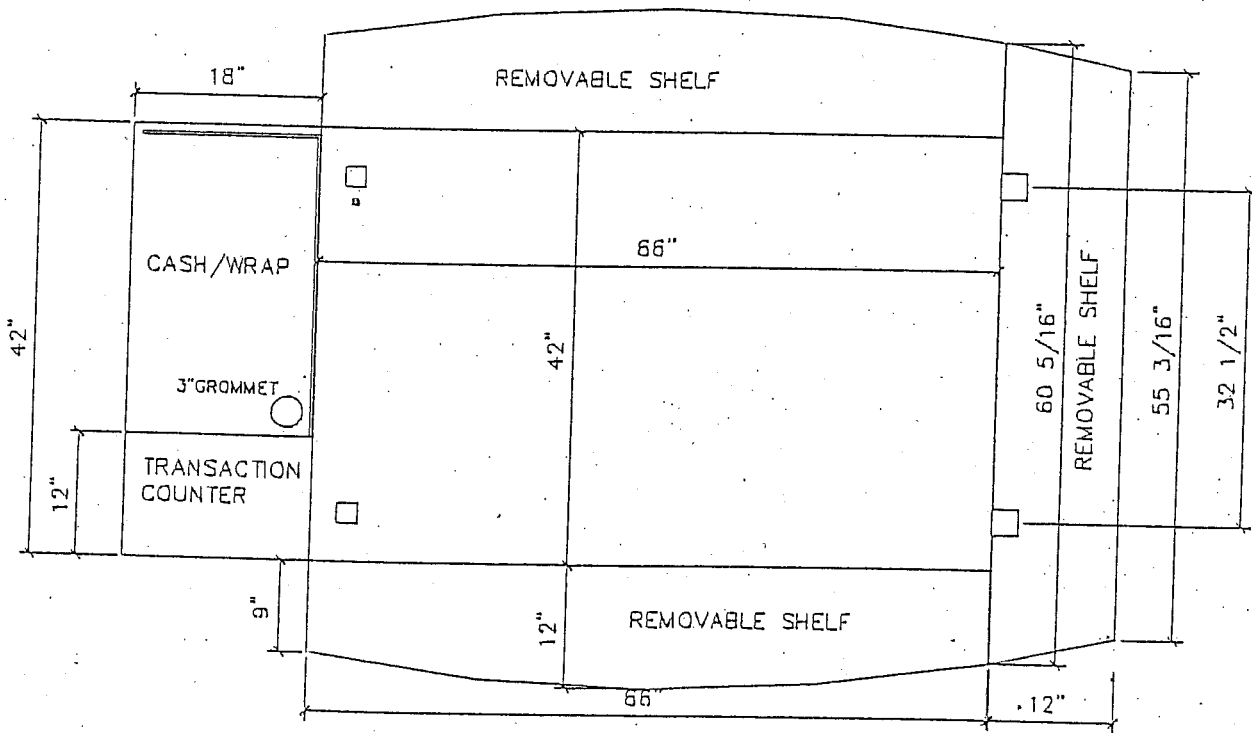 18"
REMOVABLE SHELF
42"
CASH/WRAP
66"
42"
3"GROMMET
12"
TRANSACTION
COUNTER
60 5/16"
REMOVABLE SHELF
55 3/16"
32 1/2"
9"
12"
REMOVABLE SHELF
66"
12"